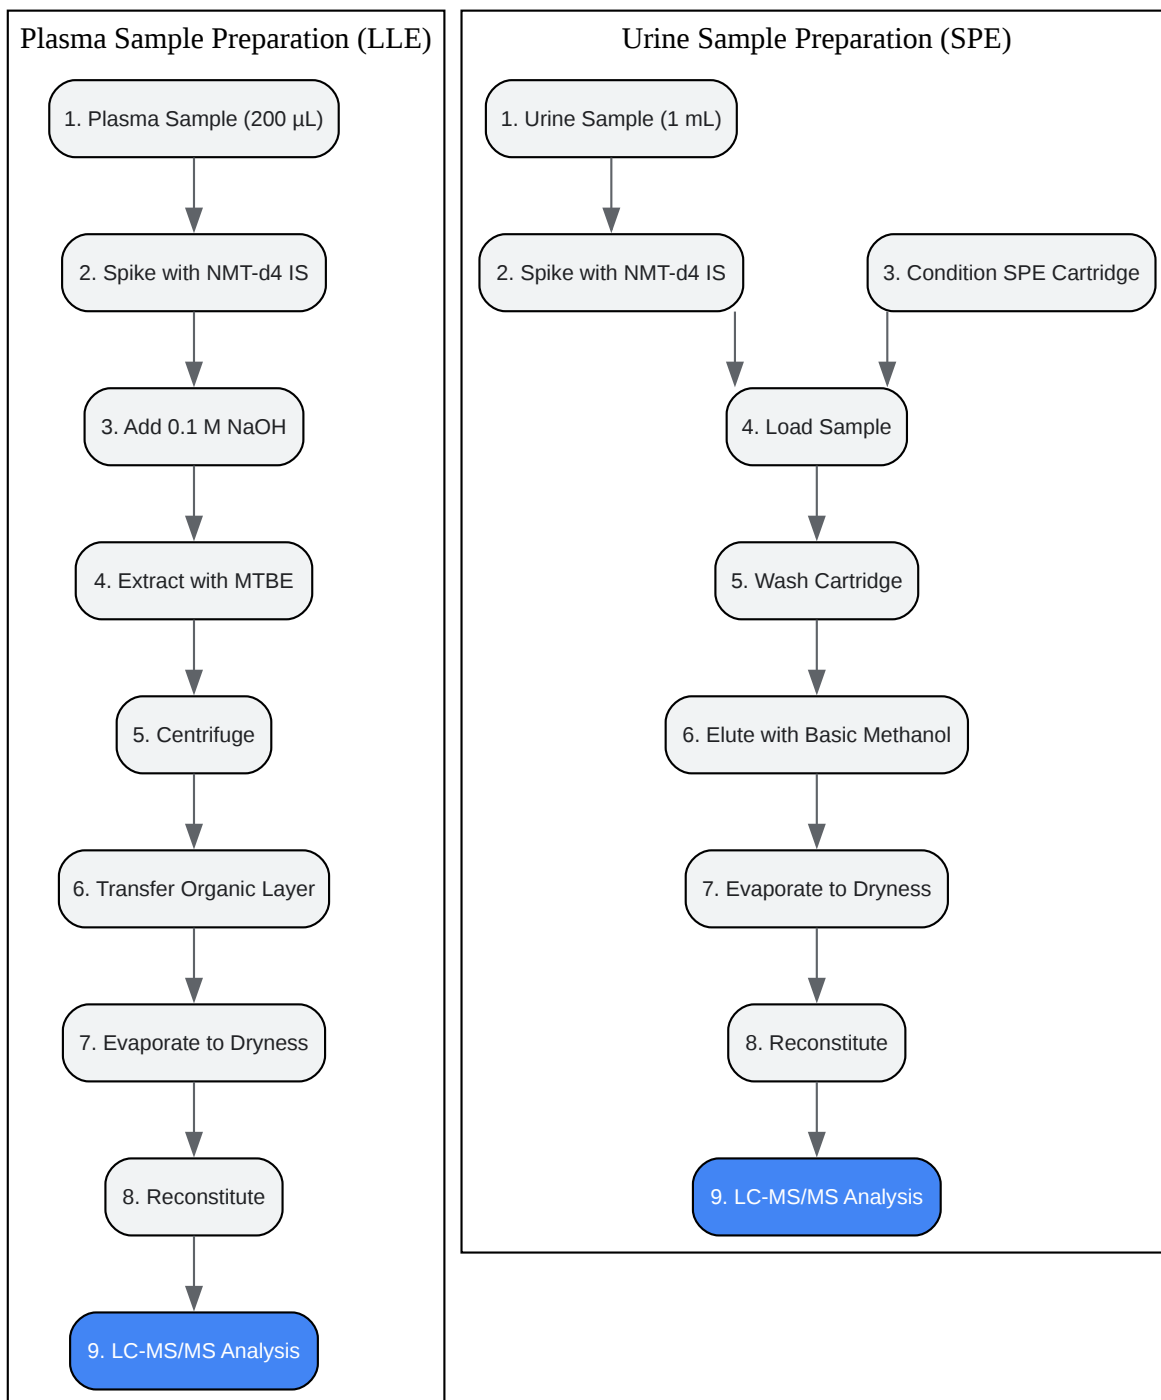 Plasma Sample Preparation (LLE)
1. Plasma Sample (200 µL)
2. Spike with NMT-d4 IS
3. Add 0.1 M NaOH
4. Extract with MTBE
5. Centrifuge
6. Transfer Organic Layer
7. Evaporate to Dryness
8. Reconstitute
9. LC-MS/MS Analysis
Urine Sample Preparation (SPE)
1. Urine Sample (1 mL)
2. Spike with NMT-d4 IS
3. Condition SPE Cartridge
4. Load Sample
5. Wash Cartridge
6. Elute with Basic Methanol
7. Evaporate to Dryness
8. Reconstitute
9. LC-MS/MS Analysis